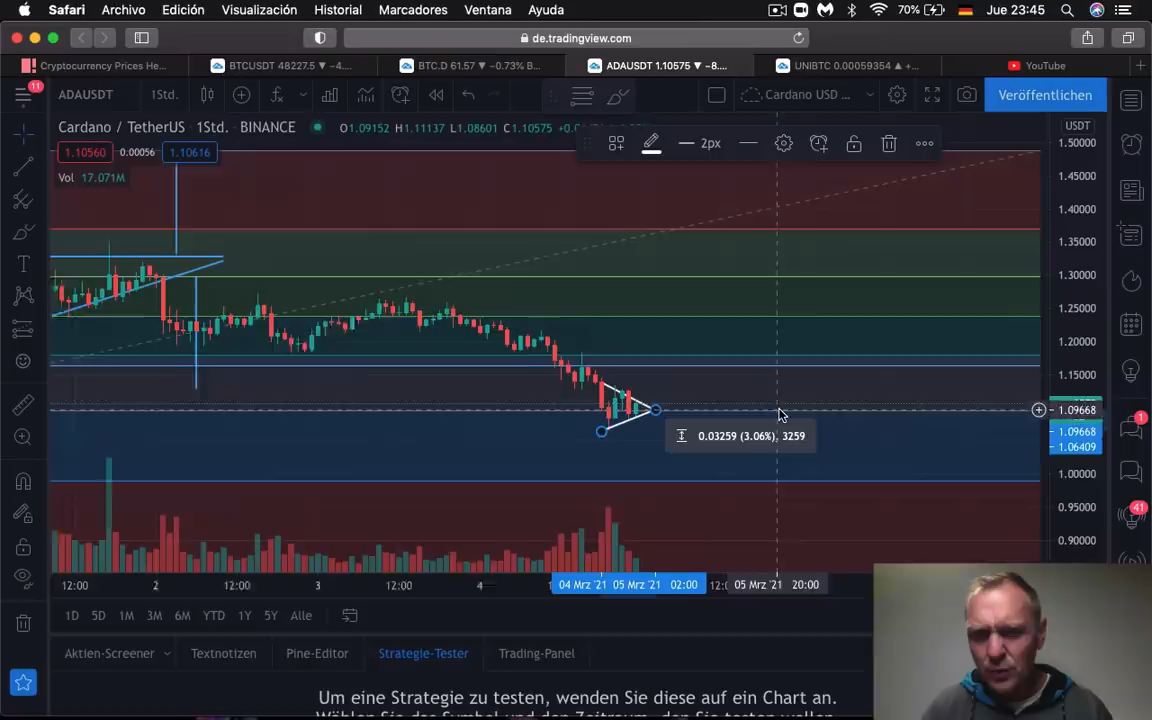 Safari Archivo Edición Visualización Historial Marcadores Ventana Ayuda 70% Jue 23:45
de.tradingview.com
Cryptocurrency Prices He... BTCUSDT 48227.5 ▼ −4.... BTC.D 61.57 ▼ −0.73% B... ADAUSDT 1.10575 ▼ −8.... UNIBTC 0.00059354 ▲ +... YouTube
11 ADAUSDT 1Std. Cardano USD ... Veröffentlichen
Cardano / TetherUS · 1Std. · BINANCE O1.09152 H1.11137 L1.08601 C1.10575 USDT
2px
1.10560 0.00056 1.10616
Vol 17.071M
1.50000
1.45000
1.40000
1.35000
1.30000
1.25000
1.20000
1.15000
1.09668
1.09668
1.06409
1.00000
0.95000
0.90000
0.03259 (3.06%), 3259
1
41
12:00 2 12:00 3 12:00 4 04 Mrz '21 05 Mrz '21 02:00 12: 05 Mrz '21 20:00
1D 5D 1M 3M 6M YTD 1Y 5Y Alle
Aktien-Screener Textnotizen Pine-Editor Strategie-Tester Trading-Panel
Um eine Strategie zu testen, wenden Sie diese auf ein Chart an.
Wählen Sie das Symbol und den Zeitraum, den Sie testen wollen